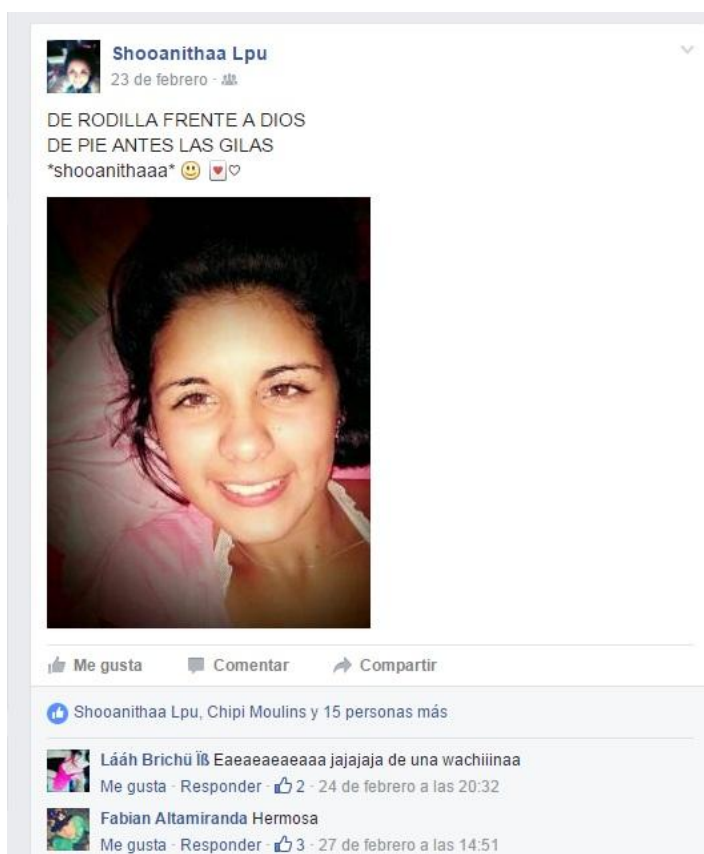 Shooanithaa Lpu
23 de febrero ·
DE RODILLA FRENTE A DIOS
DE PIE ANTES LAS GILAS
*shooanithaaa* 🙂 💌♡
Me gusta Comentar Compartir
Shooanithaa Lpu, Chipi Moulins y 15 personas más
Lááh Brichü Ïß Eaeaeaeaeaaa jajajaja de una wachiiinaa
Me gusta · Responder · 2 · 24 de febrero a las 20:32
Fabian Altamiranda Hermosa
Me gusta · Responder · 3 · 27 de febrero a las 14:51